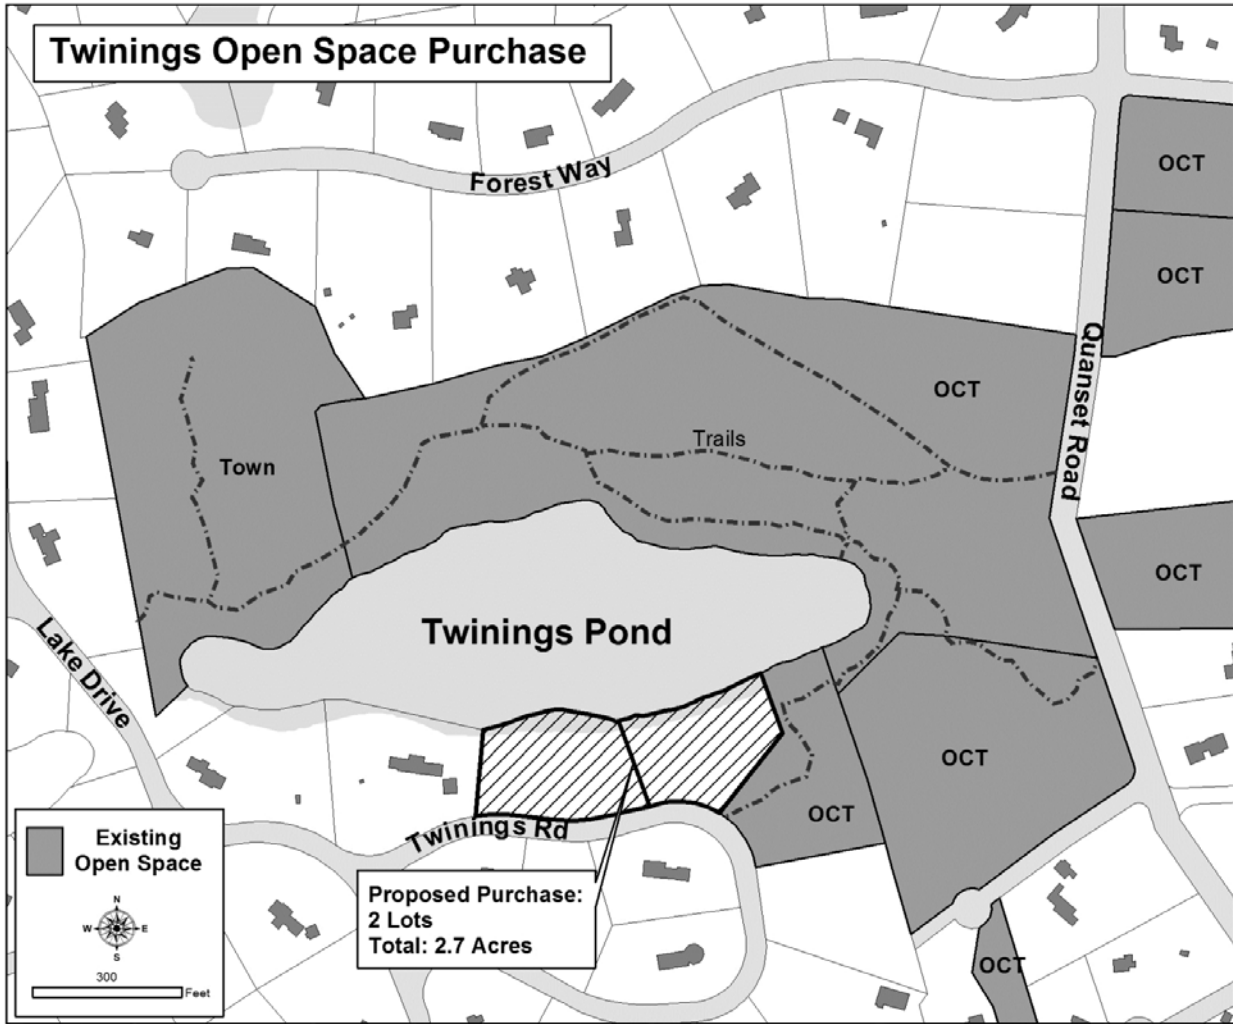 Twinings Open Space Purchase
Forest Way
OCT
OCT
Quanset Road
OCT
Trails
Town
OCT
Twinings Pond
Lake Drive
OCT
OCT
Twinings Rd
Existing
Open Space
N
W
E
S
300
Feet
Proposed Purchase:
2 Lots
Total: 2.7 Acres
OCT